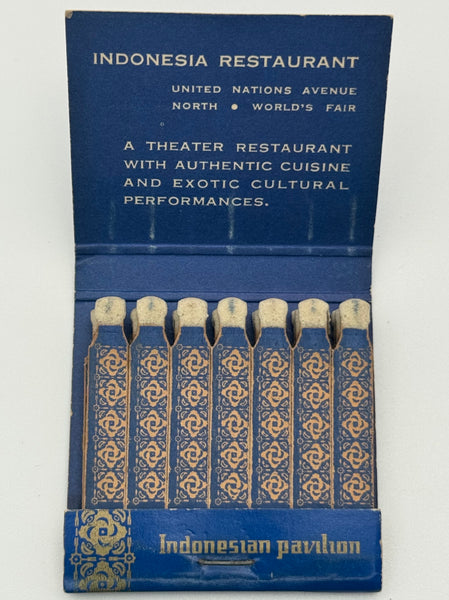 INDONESIA RESTAURANT
UNITED NATIONS AVENUE
NORTH • WORLD'S FAIR
A THEATER RESTAURANT
WITH AUTHENTIC CUISINE
AND EXOTIC CULTURAL
PERFORMANCES.
Indonesian pavilion